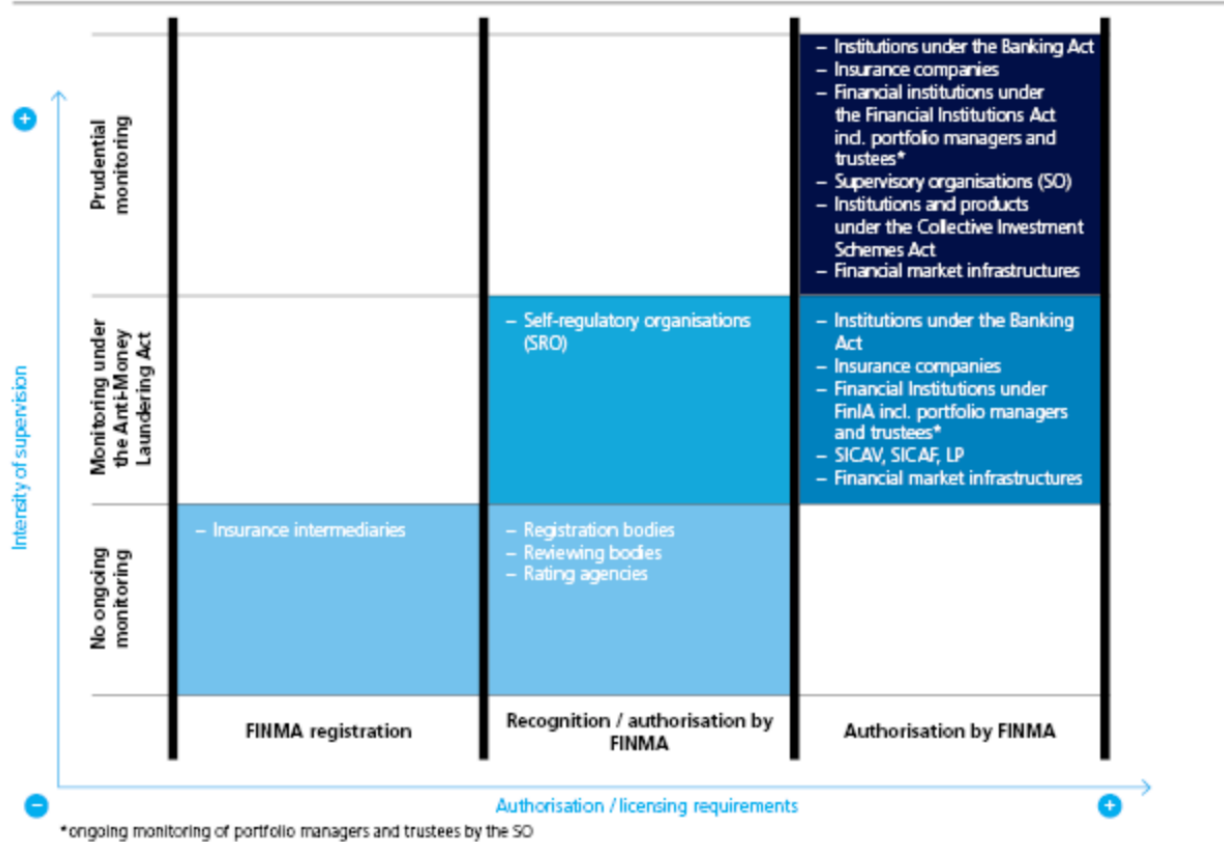 Prudential
monitoring
– Institutions under the Banking Act
– Insurance companies
– Financial institutions under
the Financial Institutions Act
incl. portfolio managers and
trustees*
– Supervisory organisations (SO)
– Institutions and products
under the Collective Investment
Schemes Act
– Financial market infrastructures
Intensity of supervision
Monitoring under
the Anti-Money
Laundering Act
– Self-regulatory organisations
(SRO)
– Institutions under the Banking
Act
– Insurance companies
– Financial Institutions under
FinIA incl. portfolio managers
and trustees*
– SICAV, SICAF, LP
– Financial market infrastructures
No ongoing
monitoring
– Insurance intermediaries
– Registration bodies
– Reviewing bodies
– Rating agencies
FINMA registration
Recognition / authorisation by
FINMA
Authorisation by FINMA
Authorisation / licensing requirements
*ongoing monitoring of portfolio managers and trustees by the SO